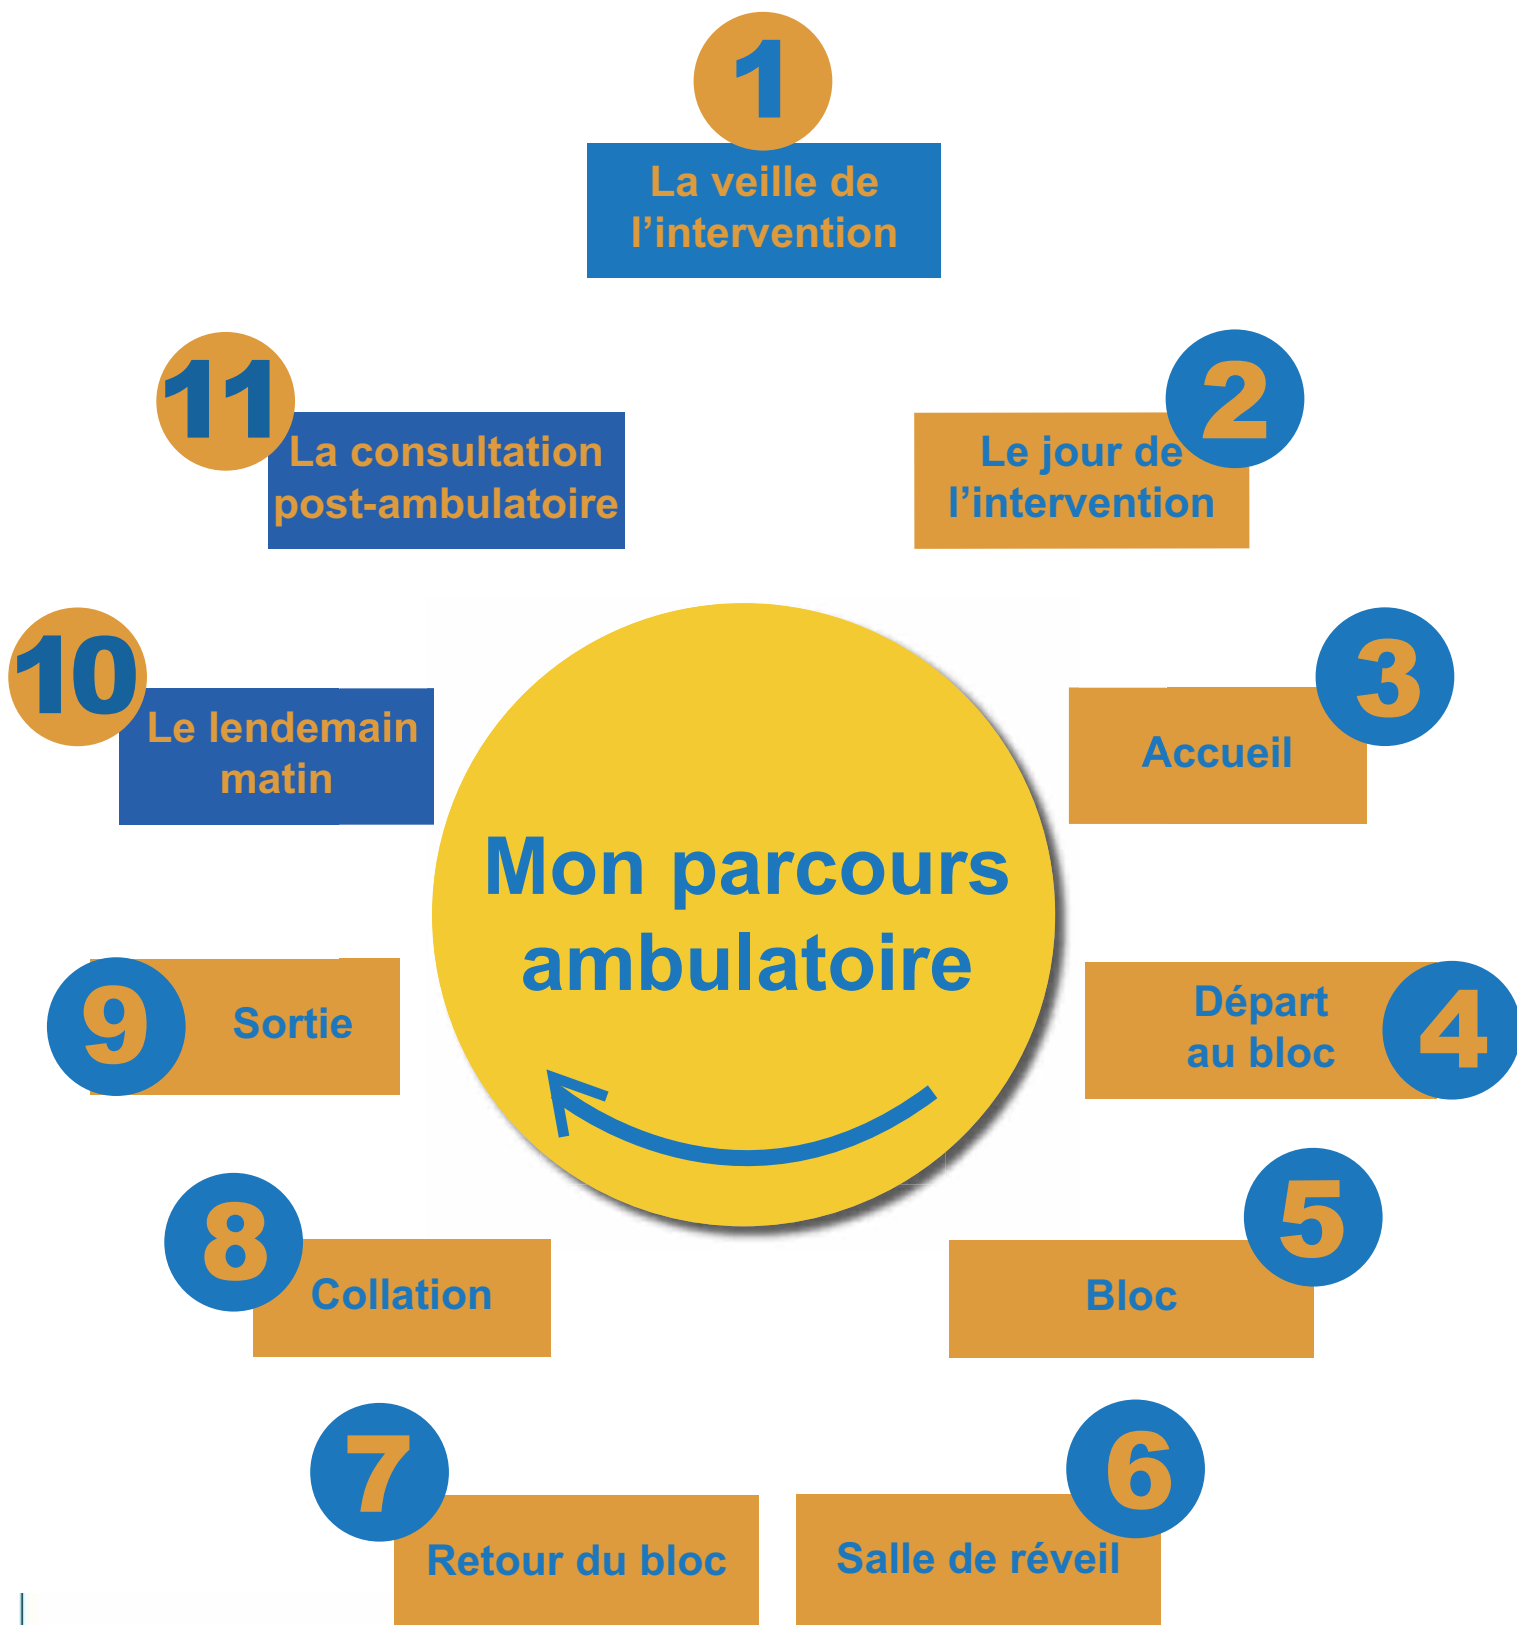 1
La veille de
l’intervention
2
Le jour de
l’intervention
3
Accueil
4
Départ
au bloc
5
Bloc
6
Salle de réveil
7
Retour du bloc
8
Collation
9
Sortie
10
Le lendemain
matin
11
La consultation
post-ambulatoire
Mon parcours
ambulatoire